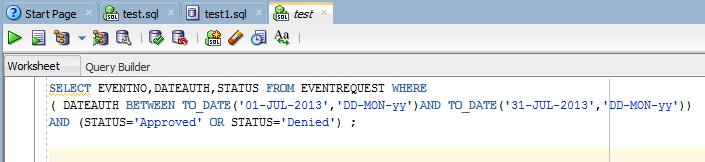 Start Page test.sql test1.sql test
SQL Aa
Worksheet Query Builder
SELECT EVENTNO,DATEAUTH,STATUS FROM EVENTREQUEST WHERE
( DATEAUTH BETWEEN TO_DATE('01-JUL-2013','DD-MON-yy')AND TO_DATE('31-JUL-2013','DD-MON-yy'))
AND (STATUS='Approved' OR STATUS='Denied') ;